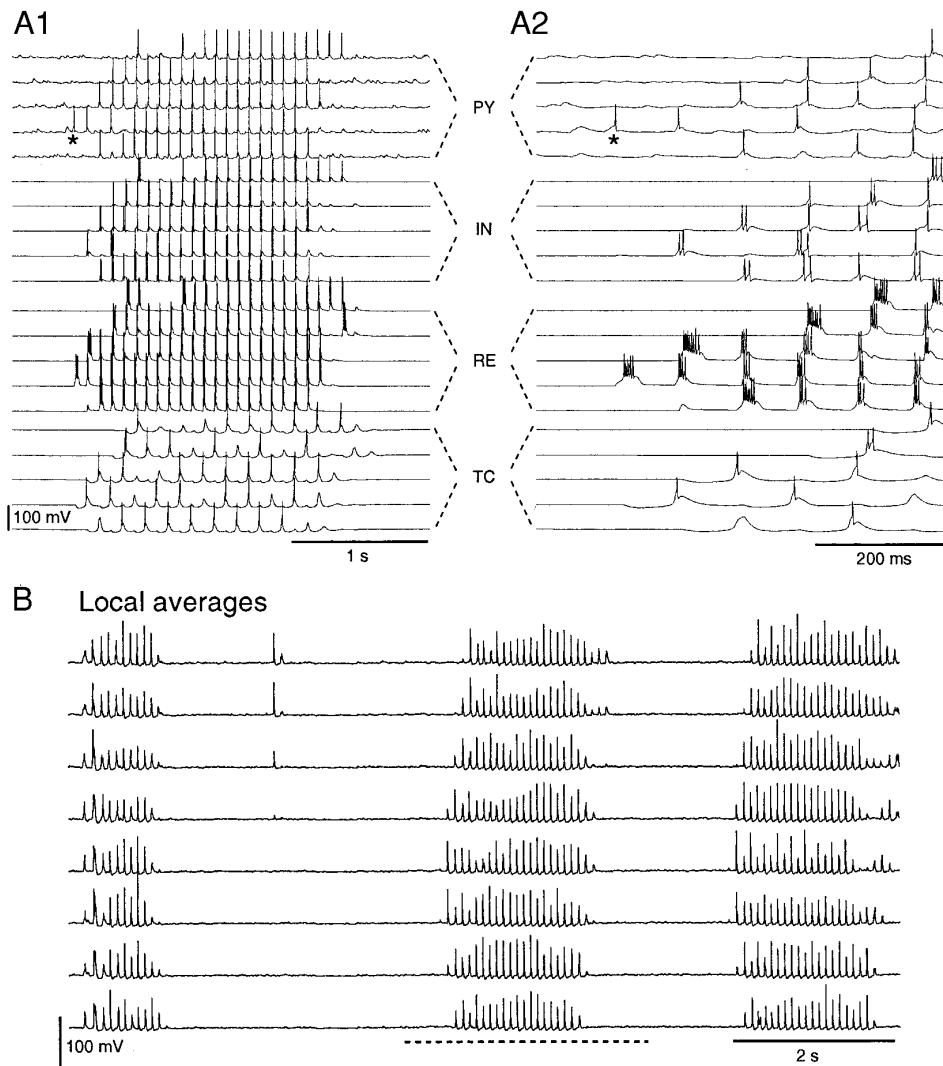 A1
A2
PY
*
*
IN
RE
TC
100 mV
1 s
200 ms
B Local averages
100 mV
2 s